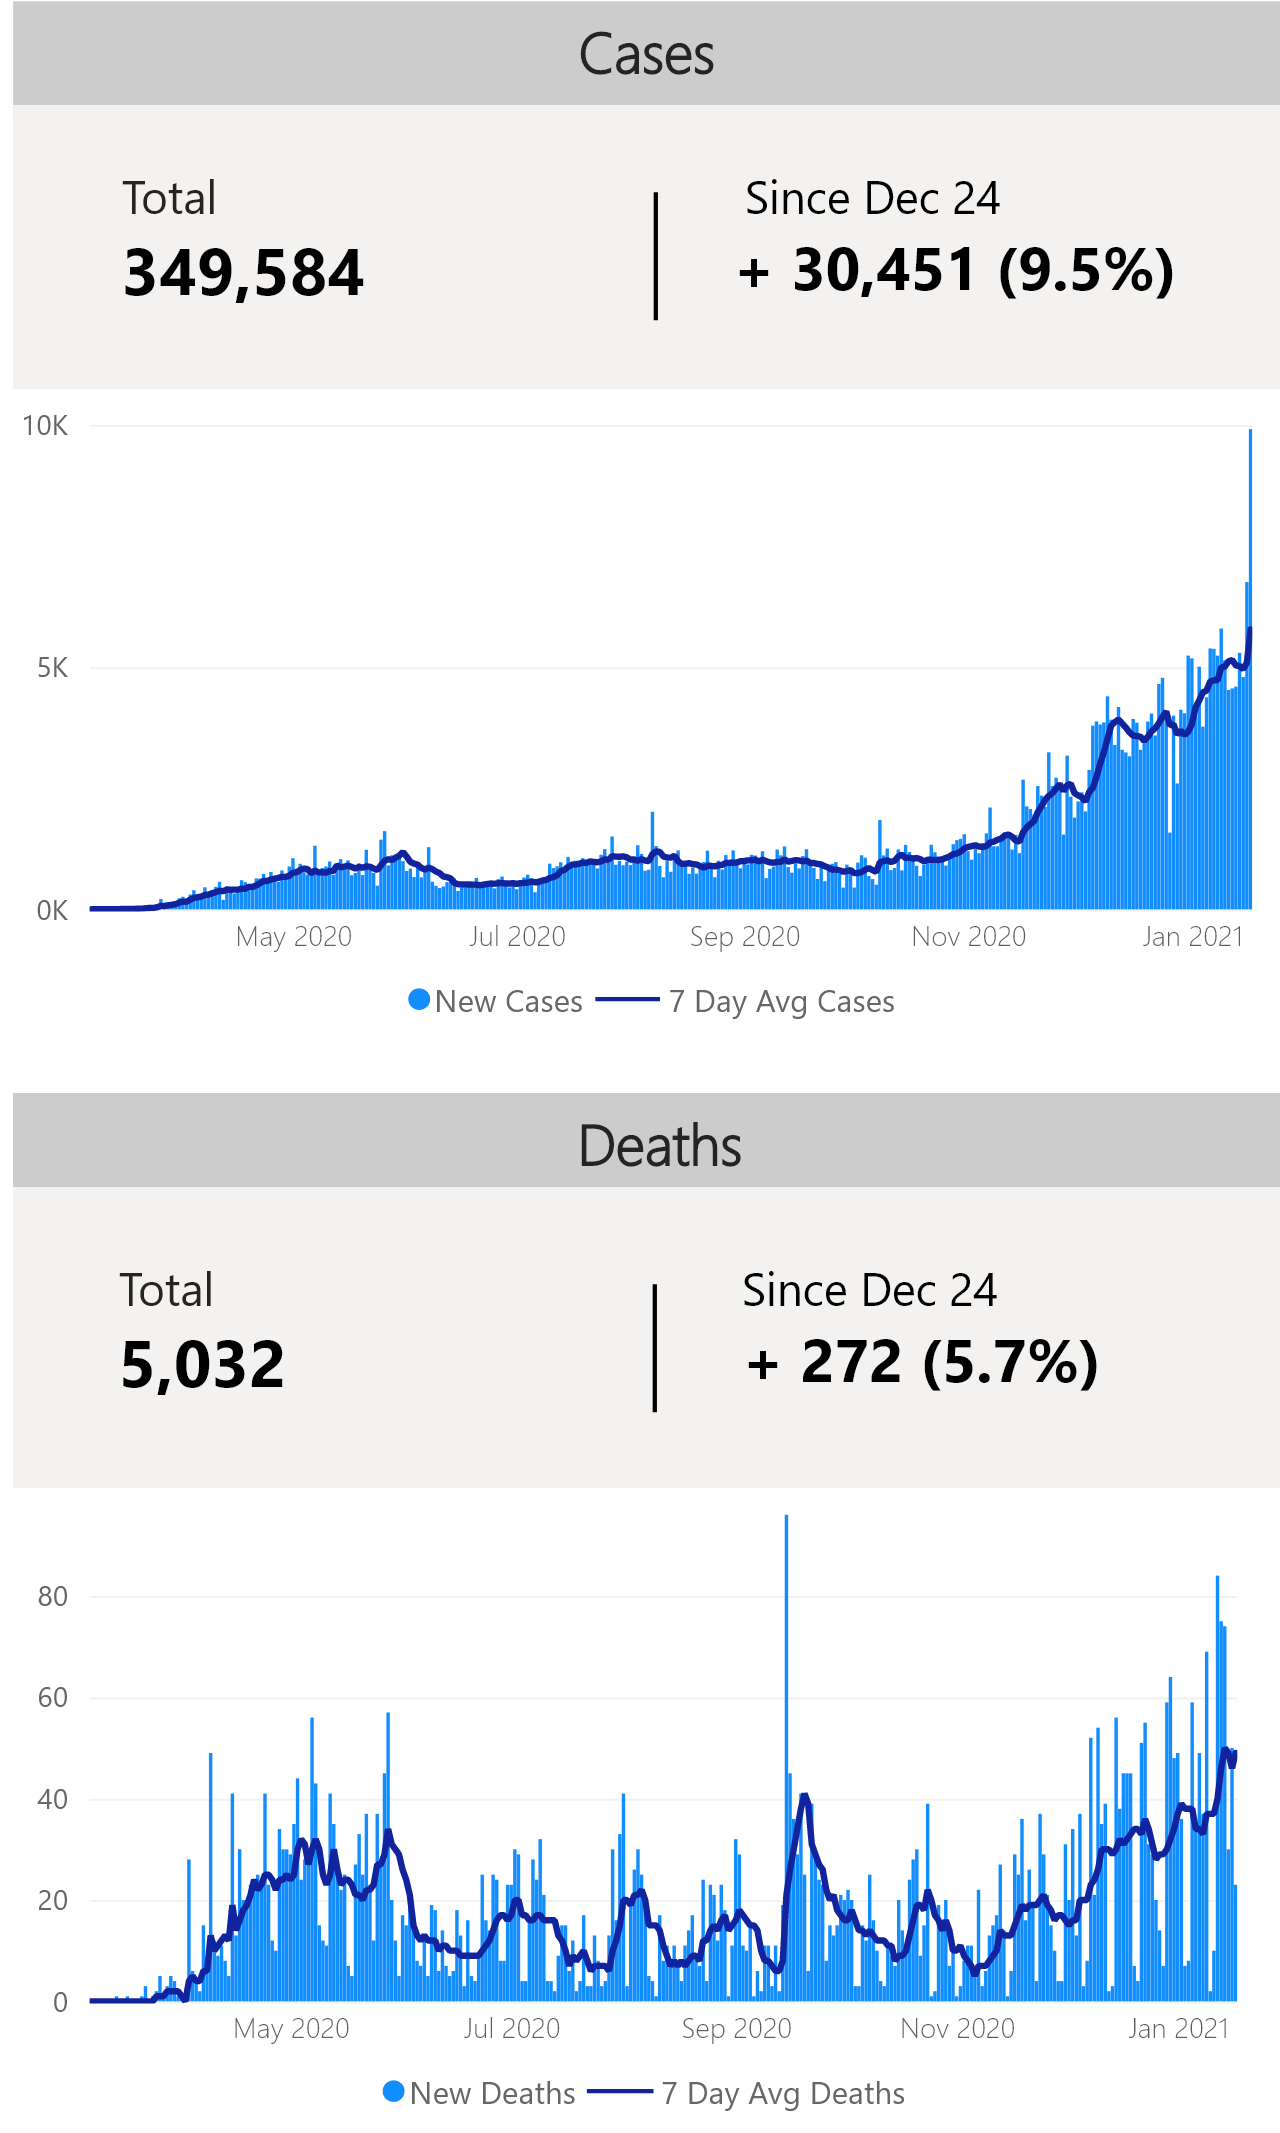 Cases
Total
Since Dec 24
349,584
+ 30,451 (9.5%)
10K
5K
0K
May 2020
Jul 2020
Sep 2020
Nov 2020
Jan 2021
New Cases
7 Day Avg Cases
Deaths
Total
Since Dec 24
5,032
+ 272 (5.7%)
80
60
40
20
0
May 2020
Jul 2020
Sep 2020
Nov 2020
Jan 2021
New Deaths
7 Day Avg Deaths